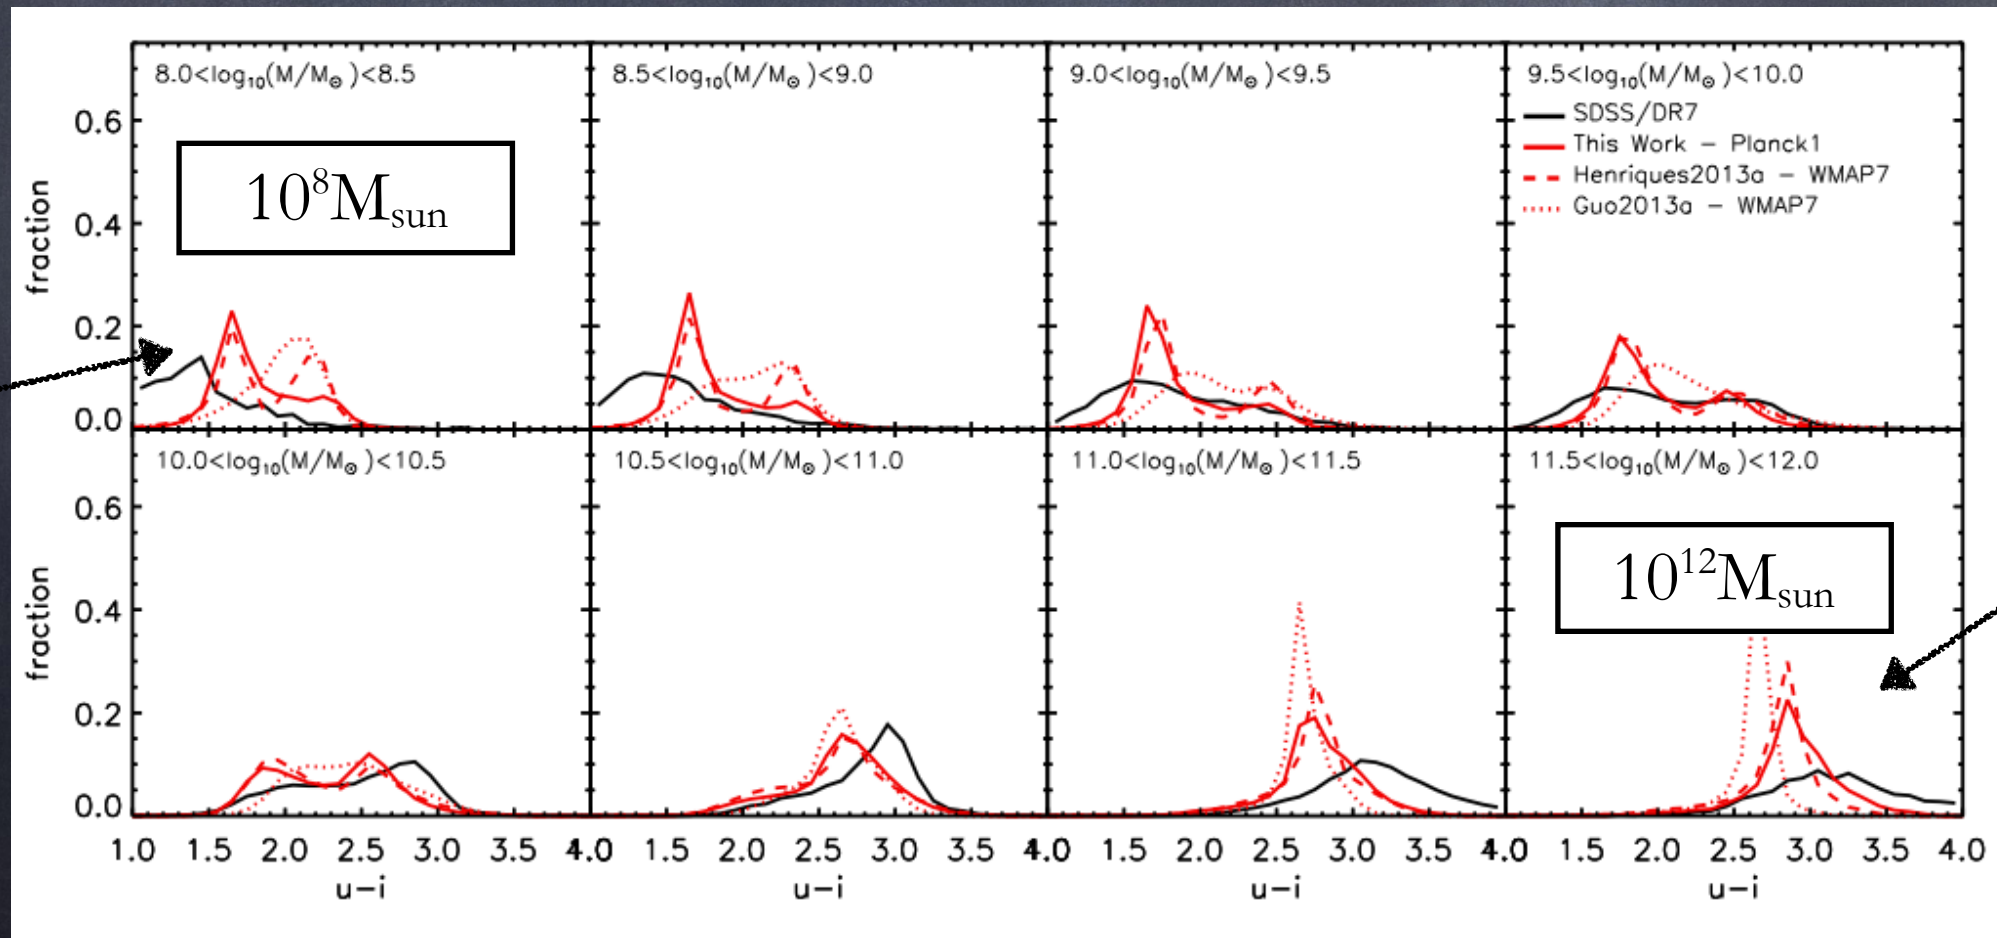 8.0<log₁₀(M/M☉)<8.5
8.5<log₁₀(M/M☉)<9.0
9.0<log₁₀(M/M☉)<9.5
9.5<log₁₀(M/M☉)<10.0
SDSS/DR7
This Work – Planck1
Henriques2013a – WMAP7
Guo2013a – WMAP7
10⁸M_sun
fraction
0.6
0.4
0.2
0.0
10.0<log₁₀(M/M☉)<10.5
10.5<log₁₀(M/M☉)<11.0
11.0<log₁₀(M/M☉)<11.5
11.5<log₁₀(M/M☉)<12.0
10¹²M_sun
fraction
0.6
0.4
0.2
0.0
1.0 1.5 2.0 2.5 3.0 3.5 4.0
1.5 2.0 2.5 3.0 3.5 4.0
1.5 2.0 2.5 3.0 3.5 4.0
1.5 2.0 2.5 3.0 3.5 4.0
u–i
u–i
u–i
u–i